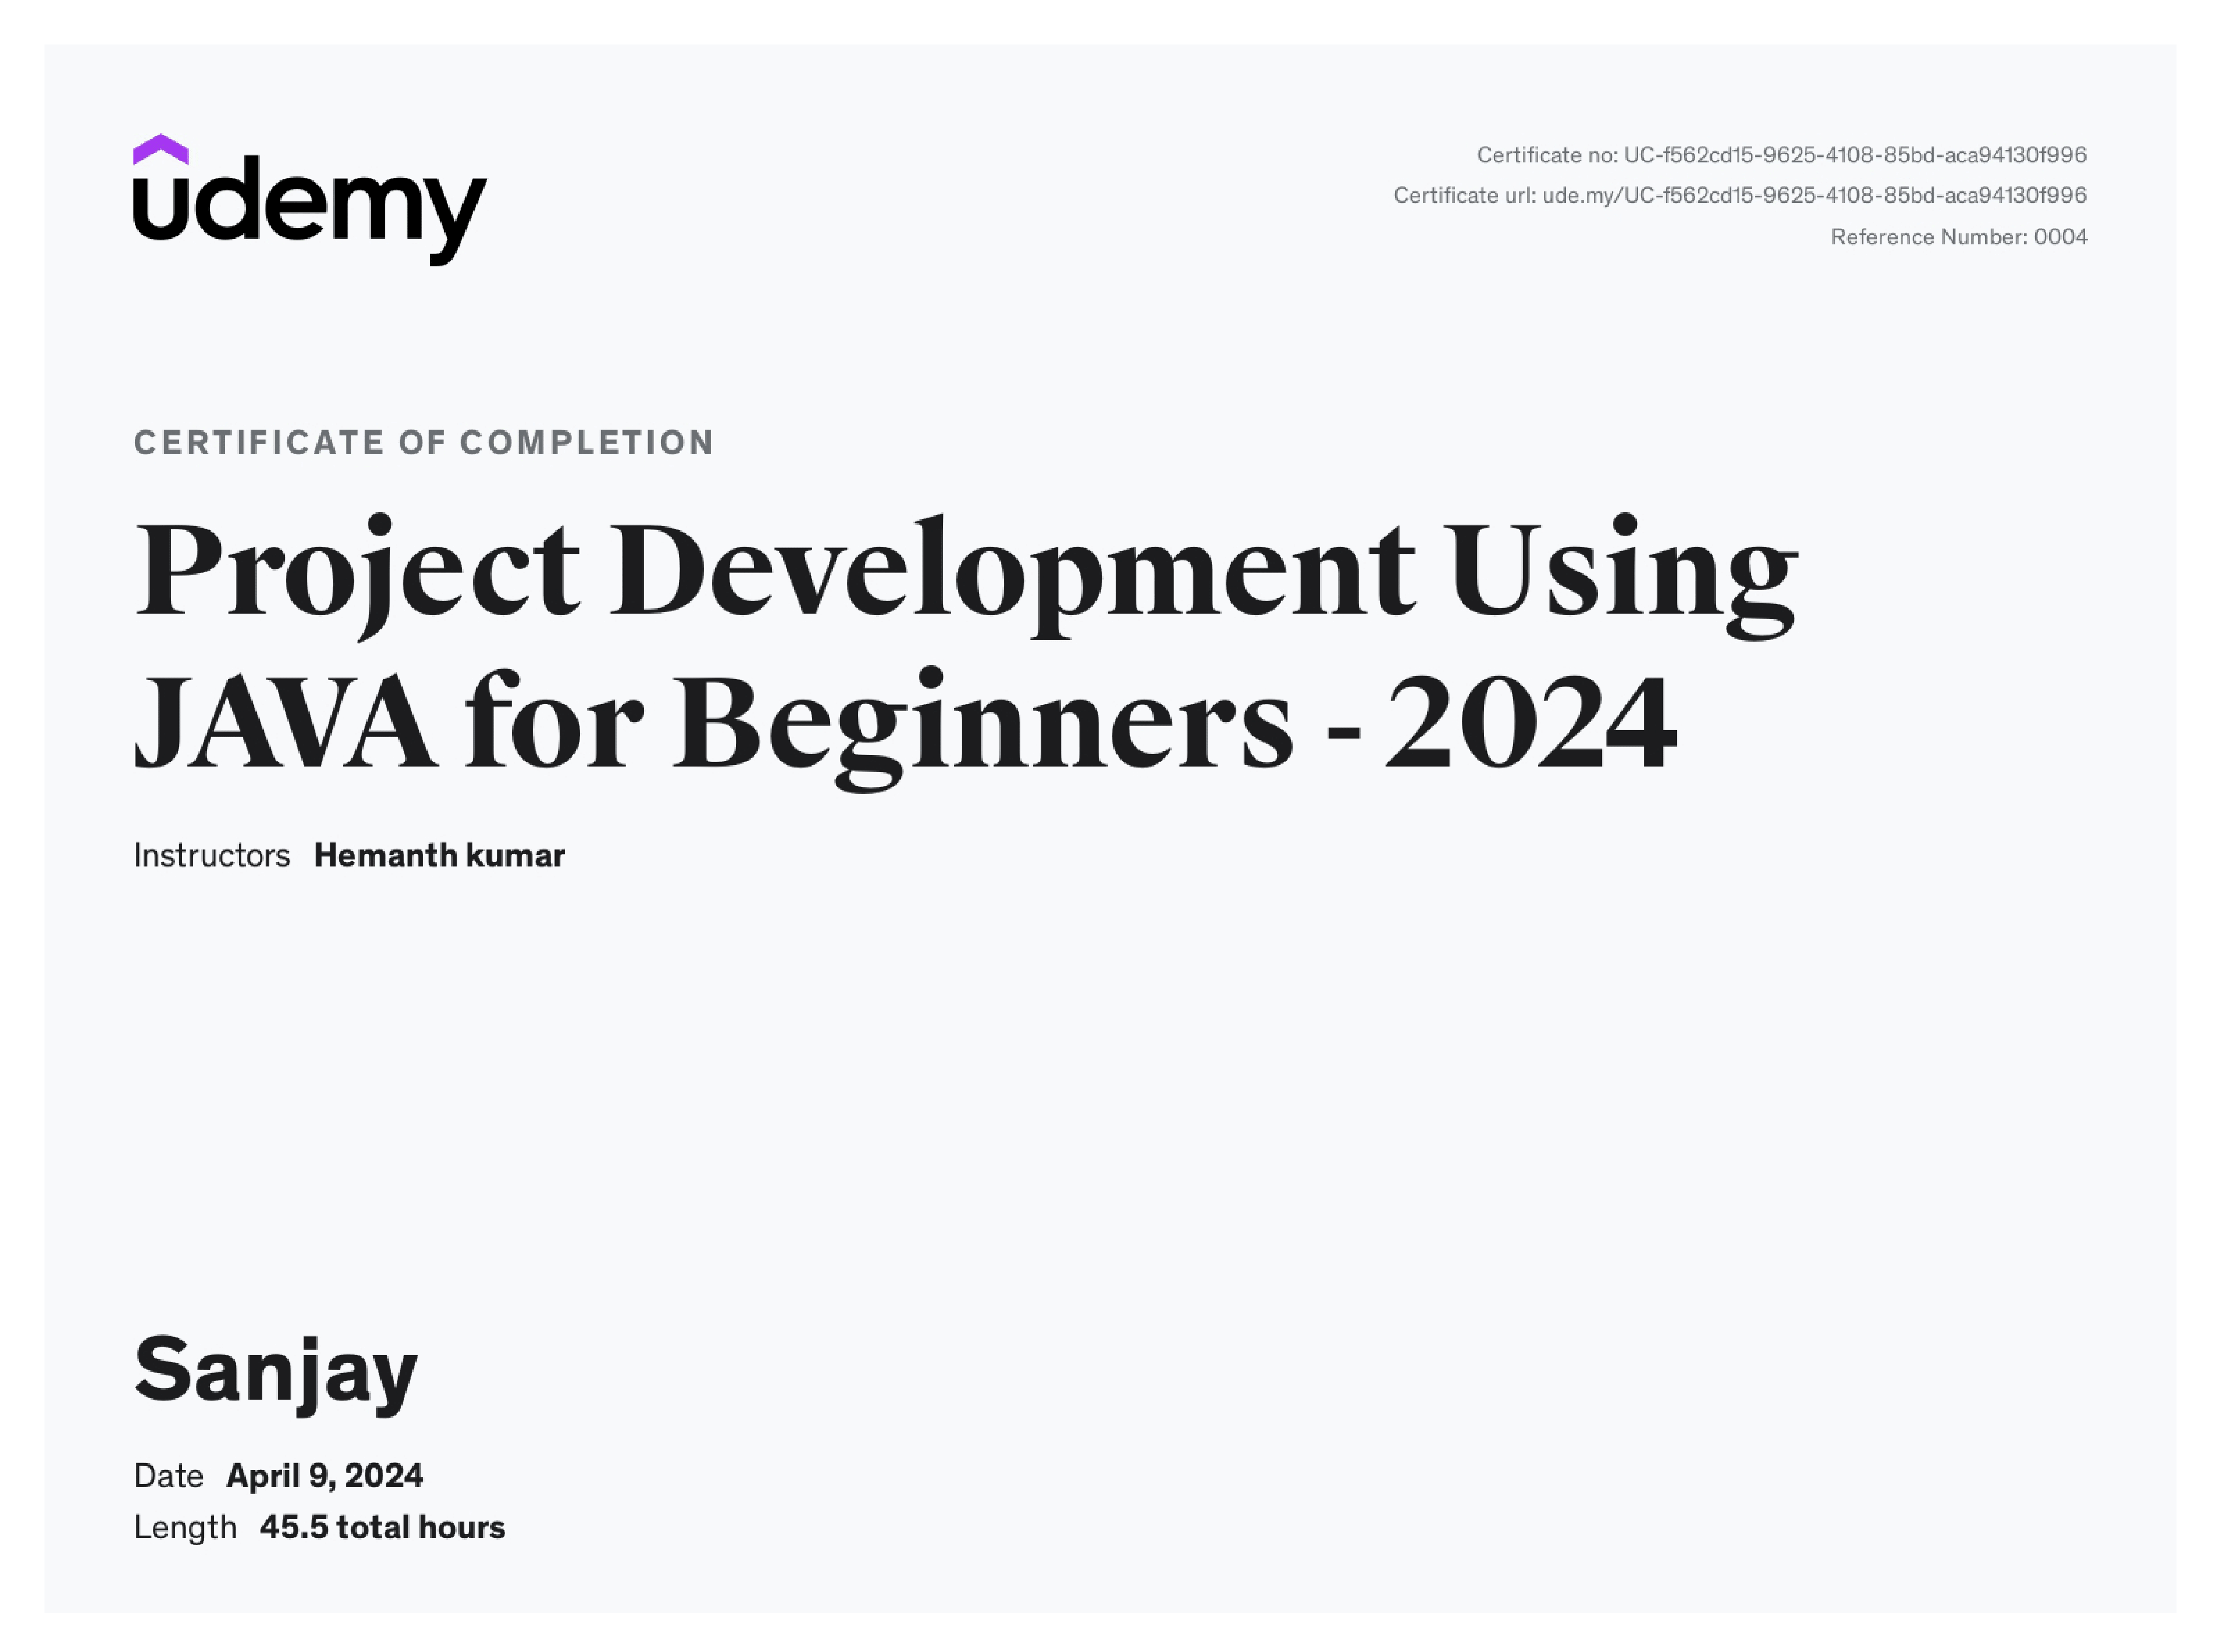 udemy
Certificate no: UC-f562cd15-9625-4108-85bd-aca94130f996
Certificate url: ude.my/UC-f562cd15-9625-4108-85bd-aca94130f996
Reference Number: 0004
CERTIFICATE OF COMPLETION
Project Development Using
JAVA for Beginners - 2024
Instructors Hemanth kumar
Sanjay
Date April 9, 2024
Length 45.5 total hours